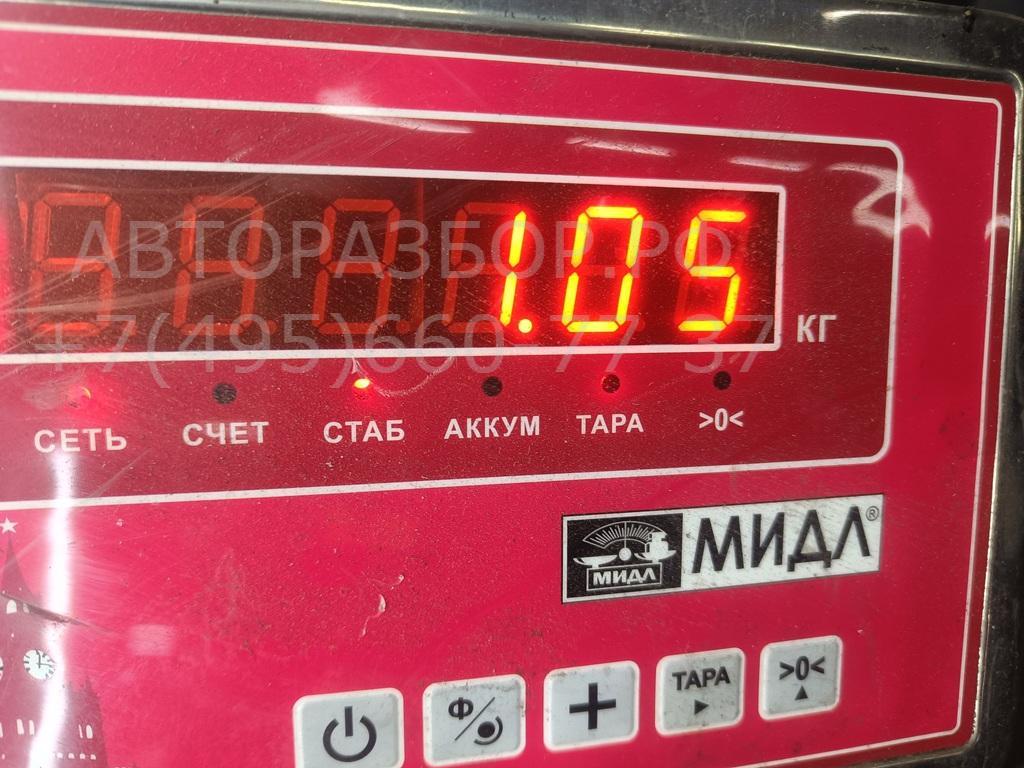 1.05
АВТОРАЗБОР.РФ
+7(495)660-77-37
КГ
СЕТЬ СЧЕТ СТАБ АККУМ ТАРА >0<
МИДЛ МИДЛ®
Ф ТАРА >0<